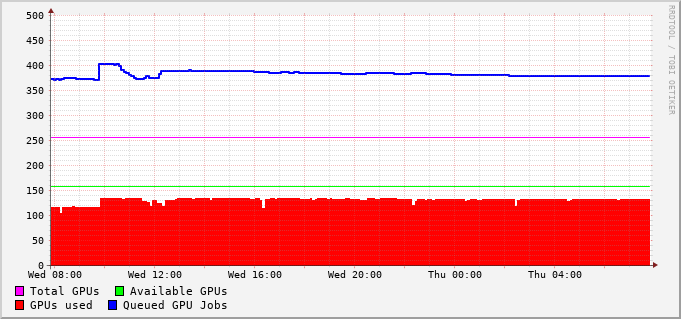 500
450
400
350
300
250
200
150
100
50
0
Wed 08:00 Wed 12:00 Wed 16:00 Wed 20:00 Thu 00:00 Thu 04:00
Total GPUs Available GPUs
GPUs used Queued GPU Jobs
RRDTOOL / TOBI OETIKER